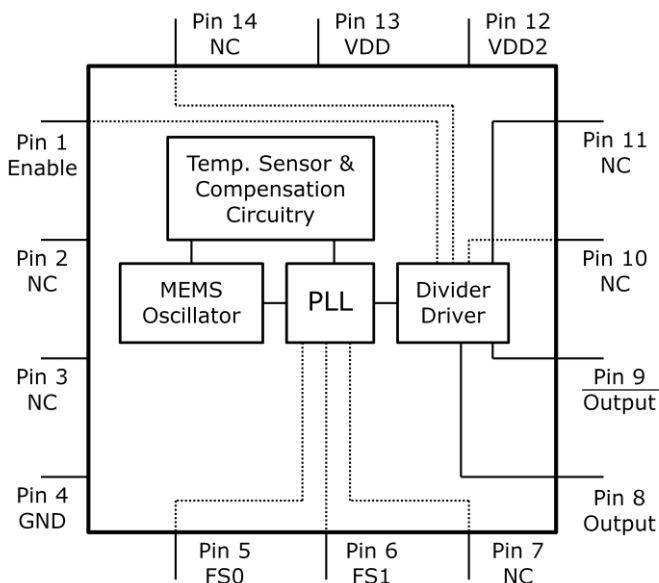 Pin 14
NC
Pin 13
VDD
Pin 12
VDD2
Pin 1
Enable
Pin 11
NC
Temp. Sensor &
Compensation
Circuitry
Pin 2
NC
Pin 10
NC
MEMS
Oscillator
PLL
Divider
Driver
Pin 3
NC
Pin 9
Output
Pin 4
GND
Pin 8
Output
Pin 5
FS0
Pin 6
FS1
Pin 7
NC